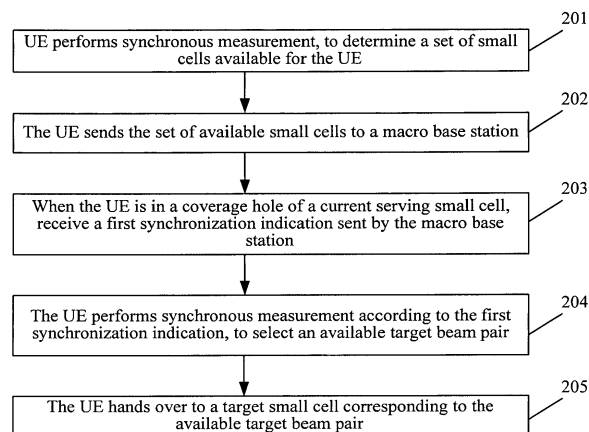 201
UE performs synchronous measurement, to determine a set of small
cells available for the UE
202
The UE sends the set of available small cells to a macro base station
203
When the UE is in a coverage hole of a current serving small cell,
receive a first synchronization indication sent by the macro base
station
204
The UE performs synchronous measurement according to the first
synchronization indication, to select an available target beam pair
205
The UE hands over to a target small cell corresponding to the
available target beam pair